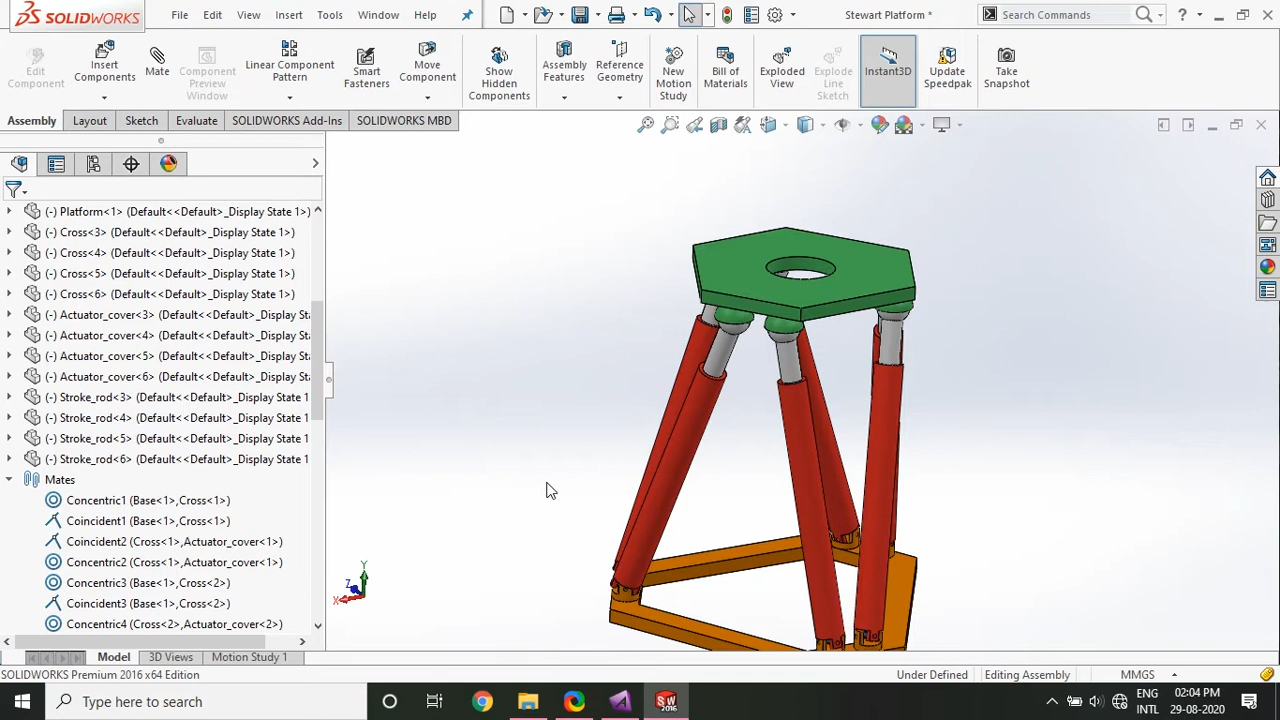 SOLIDWORKS
File Edit View Insert Tools Window Help
Stewart Platform *
Search Commands
?
Edit Component
Insert Components
Mate
Component Preview Window
Linear Component Pattern
Smart Fasteners
Move Component
Show Hidden Components
Assembly Features
Reference Geometry
New Motion Study
Bill of Materials
Exploded View
Explode Line Sketch
Instant3D
Update Speedpak
Take Snapshot
Assembly Layout Sketch Evaluate SOLIDWORKS Add-Ins SOLIDWORKS MBD
(-) Platform<1> (Default<<Default>_Display State 1>)
(-) Cross<3> (Default<<Default>_Display State 1>)
(-) Cross<4> (Default<<Default>_Display State 1>)
(-) Cross<5> (Default<<Default>_Display State 1>)
(-) Cross<6> (Default<<Default>_Display State 1>)
(-) Actuator_cover<3> (Default<<Default>_Display Sta
(-) Actuator_cover<4> (Default<<Default>_Display Sta
(-) Actuator_cover<5> (Default<<Default>_Display Sta
(-) Actuator_cover<6> (Default<<Default>_Display Sta
(-) Stroke_rod<3> (Default<<Default>_Display State 1
(-) Stroke_rod<4> (Default<<Default>_Display State 1
(-) Stroke_rod<5> (Default<<Default>_Display State 1
(-) Stroke_rod<6> (Default<<Default>_Display State 1
Mates
Concentric1 (Base<1>,Cross<1>)
Coincident1 (Base<1>,Cross<1>)
Coincident2 (Cross<1>,Actuator_cover<1>)
Concentric2 (Cross<1>,Actuator_cover<1>)
Concentric3 (Base<1>,Cross<2>)
Coincident3 (Base<1>,Cross<2>)
Concentric4 (Cross<2>,Actuator_cover<2>)
Y
Z
X
Model 3D Views Motion Study 1
SOLIDWORKS Premium 2016 x64 Edition
Under Defined Editing Assembly MMGS
Type here to search
SW
2016
ENG
INTL
02:04 PM
29-08-2020